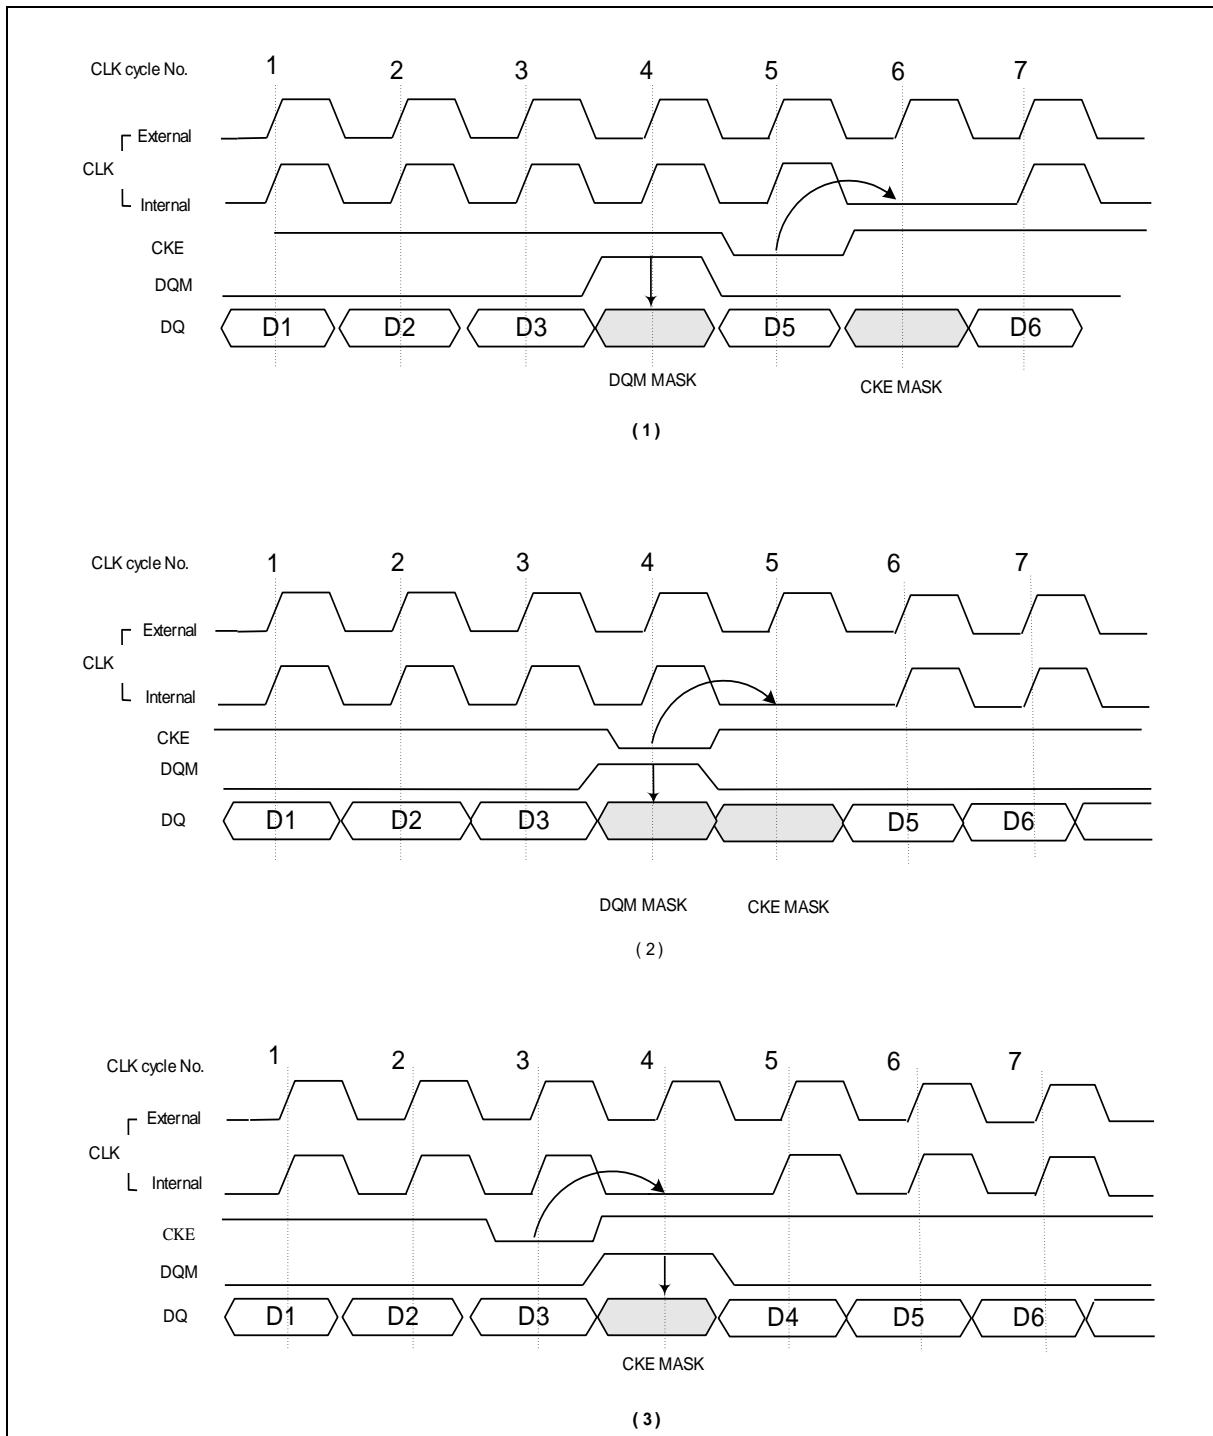 CLK cycle No. 1 2 3 4 5 6 7
External
CLK
Internal
CKE
DQM
DQ D1 D2 D3 D5 D6
DQM MASK CKE MASK
( 1 )
CLK cycle No. 1 2 3 4 5 6 7
External
CLK
Internal
CKE
DQM
DQ D1 D2 D3 D5 D6
DQM MASK CKE MASK
( 2 )
CLK cycle No. 1 2 3 4 5 6 7
External
CLK
Internal
CKE
DQM
DQ D1 D2 D3 D4 D5 D6
CKE MASK
( 3 )